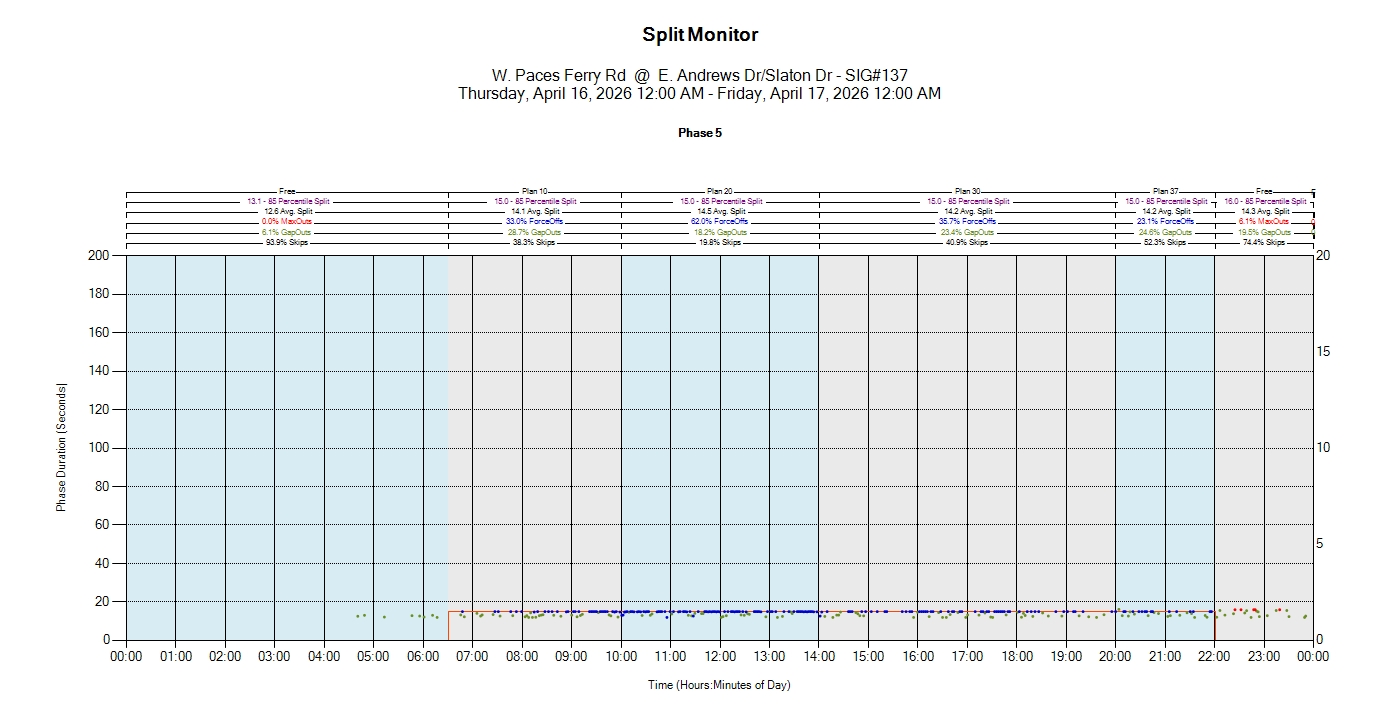 Split Monitor
W. Paces Ferry Rd @ E. Andrews Dr/Slaton Dr - SIG#137
Thursday, April 16, 2026 12:00 AM - Friday, April 17, 2026 12:00 AM
Phase 5
Free Plan 10 Plan 20 Plan 30 Plan 37 Free F
13.1 - 85 Percentile Split 15.0 - 85 Percentile Split 15.0 - 85 Percentile Split 15.0 - 85 Percentile Split 15.0 - 85 Percentile Split 16.0 - 85 Percentile Split
12.6 Avg. Split 14.1 Avg. Split 14.5 Avg. Split 14.2 Avg. Split 14.2 Avg. Split 14.3 Avg. Split
0.0% MaxOuts 33.0% ForceOffs 62.0% ForceOffs 35.7% ForceOffs 23.1% ForceOffs 6.1% MaxOuts
6.1% GapOuts 28.7% GapOuts 18.2% GapOuts 23.4% GapOuts 24.6% GapOuts 19.5% GapOuts
93.9% Skips 38.3% Skips 19.8% Skips 40.9% Skips 52.3% Skips 74.4% Skips
200 20
180
160
15
140
120
100 10
80
60
5
40
20
0 0
00:00 01:00 02:00 03:00 04:00 05:00 06:00 07:00 08:00 09:00 10:00 11:00 12:00 13:00 14:00 15:00 16:00 17:00 18:00 19:00 20:00 21:00 22:00 23:00 00:00
Phase Duration (Seconds)
Time (Hours:Minutes of Day)